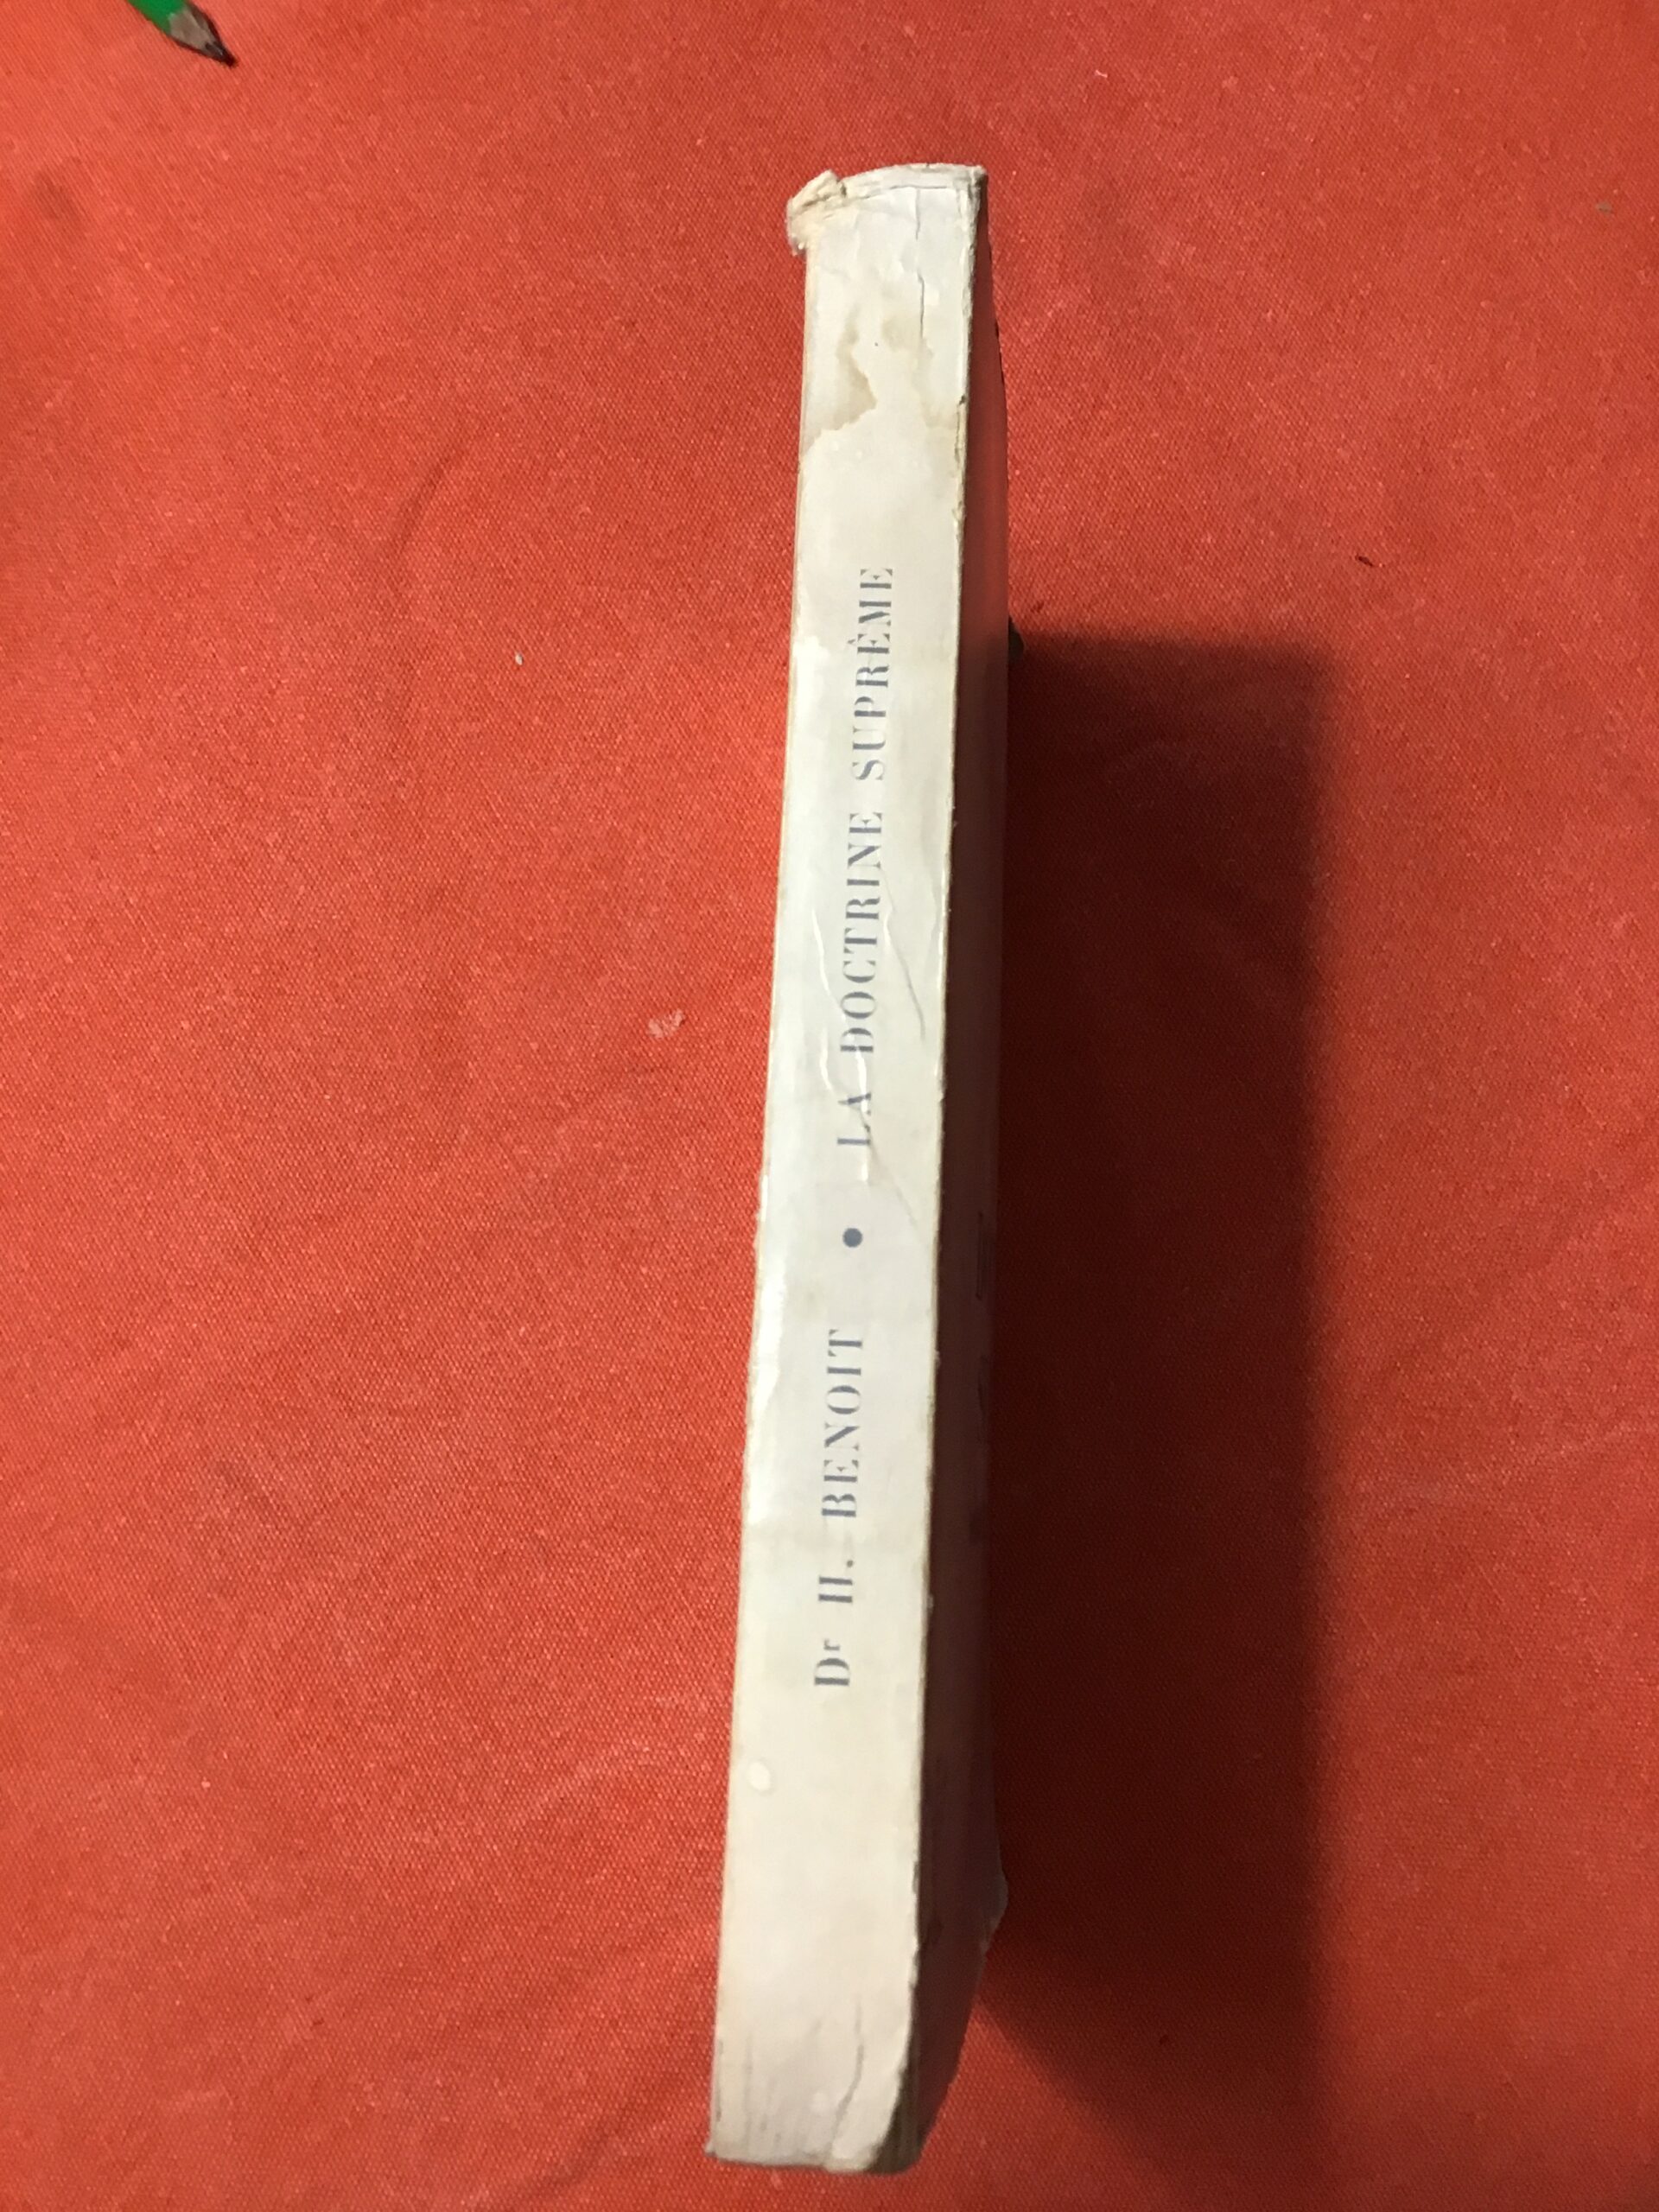 Dr H. BENOIT • LA DOCTRINE SUPRÊME